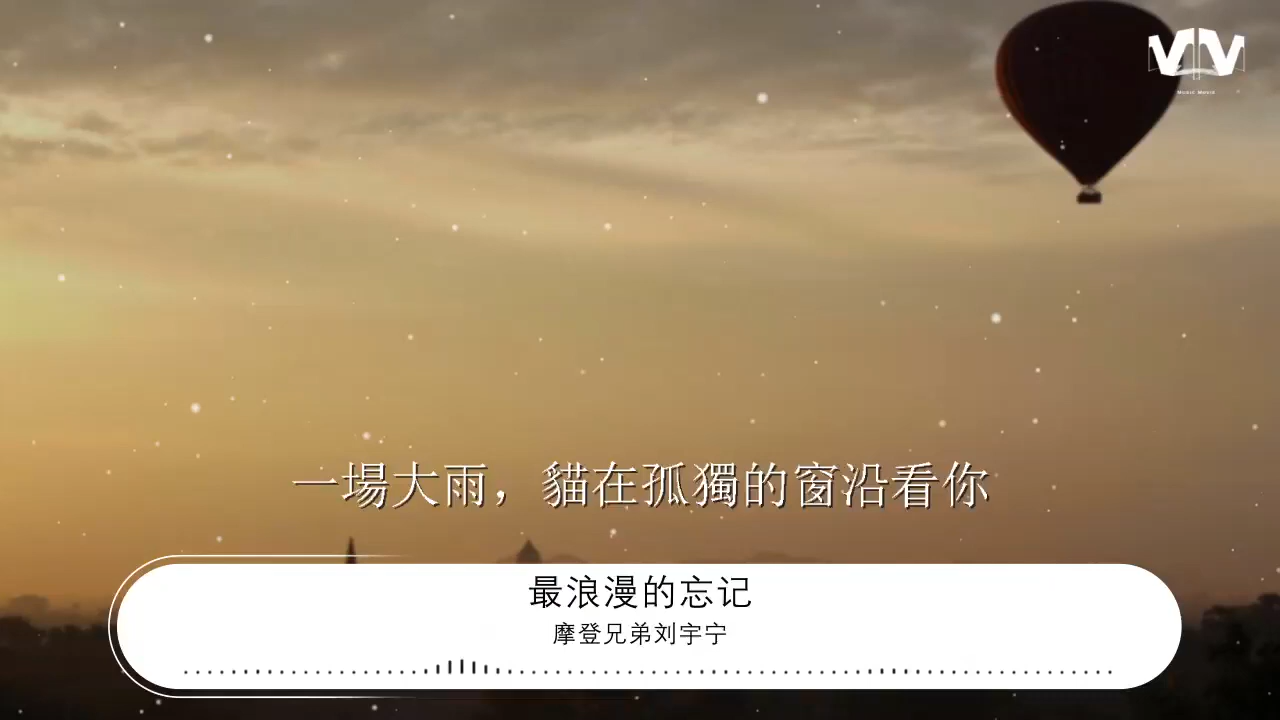 VV
一場大雨，貓在孤獨的窗沿看你
最浪漫的忘记
摩登兄弟刘宇宁